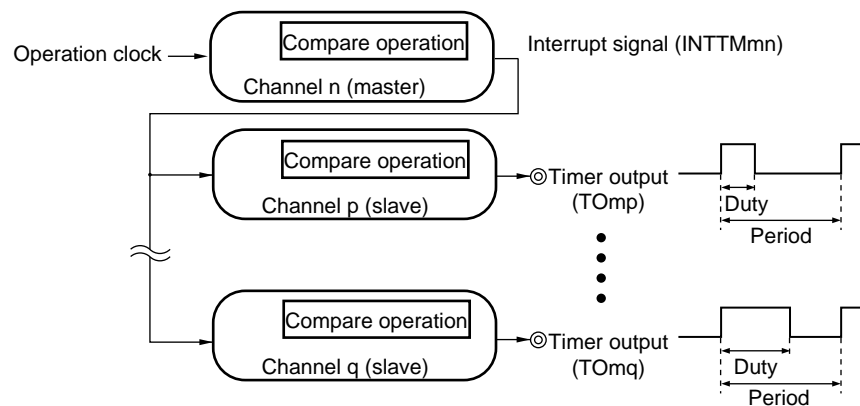 Compare operation
Operation clock
Interrupt signal (INTTMmn)
Channel n (master)
Compare operation
Channel p (slave)
Timer output
(TOmp)
Duty
Period
Compare operation
Channel q (slave)
Timer output
(TOmq)
Duty
Period